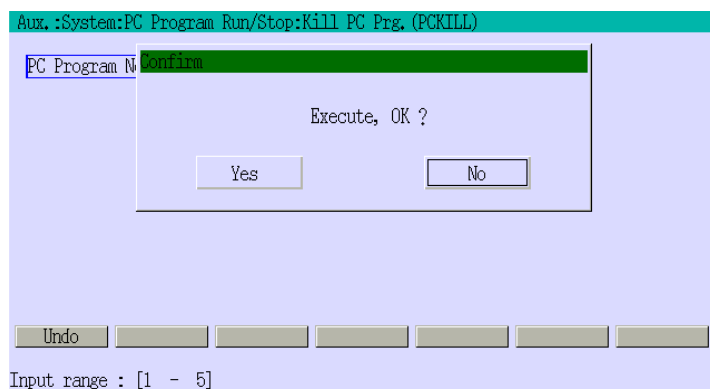 Aux.:System:PC Program Run/Stop:Kill PC Prg.(PCKILL)
PC Program N
Confirm
Execute, OK ?
Yes
No
Undo
Input range : [1 - 5]